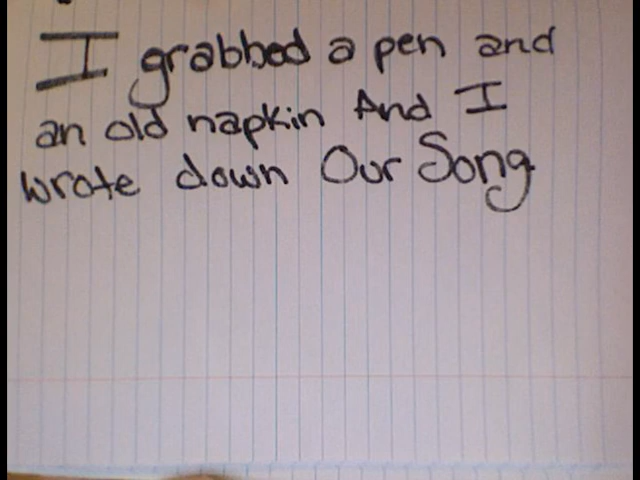 I grabbed a pen and
an old napkin And I
wrote down Our Song